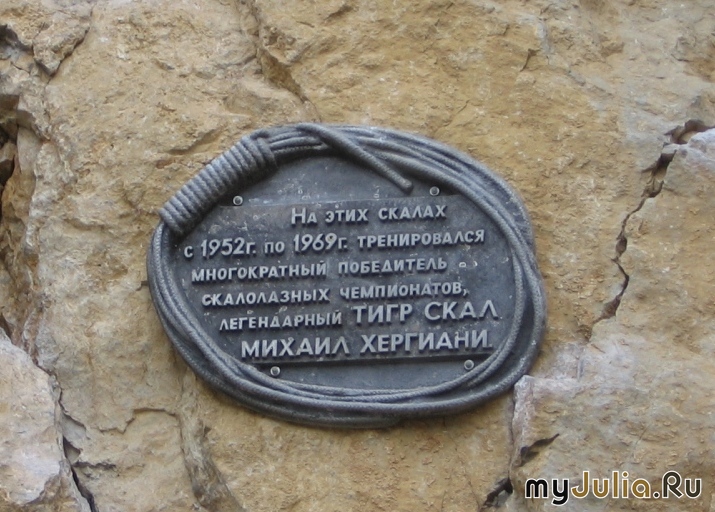 На этих скалах
с 1952г. по 1969г. тренировался
многократный победитель
скалолазных чемпионатов,
легендарный ТИГР СКАЛ
МИХАИЛ ХЕРГИАНИ.
myJulia.Ru